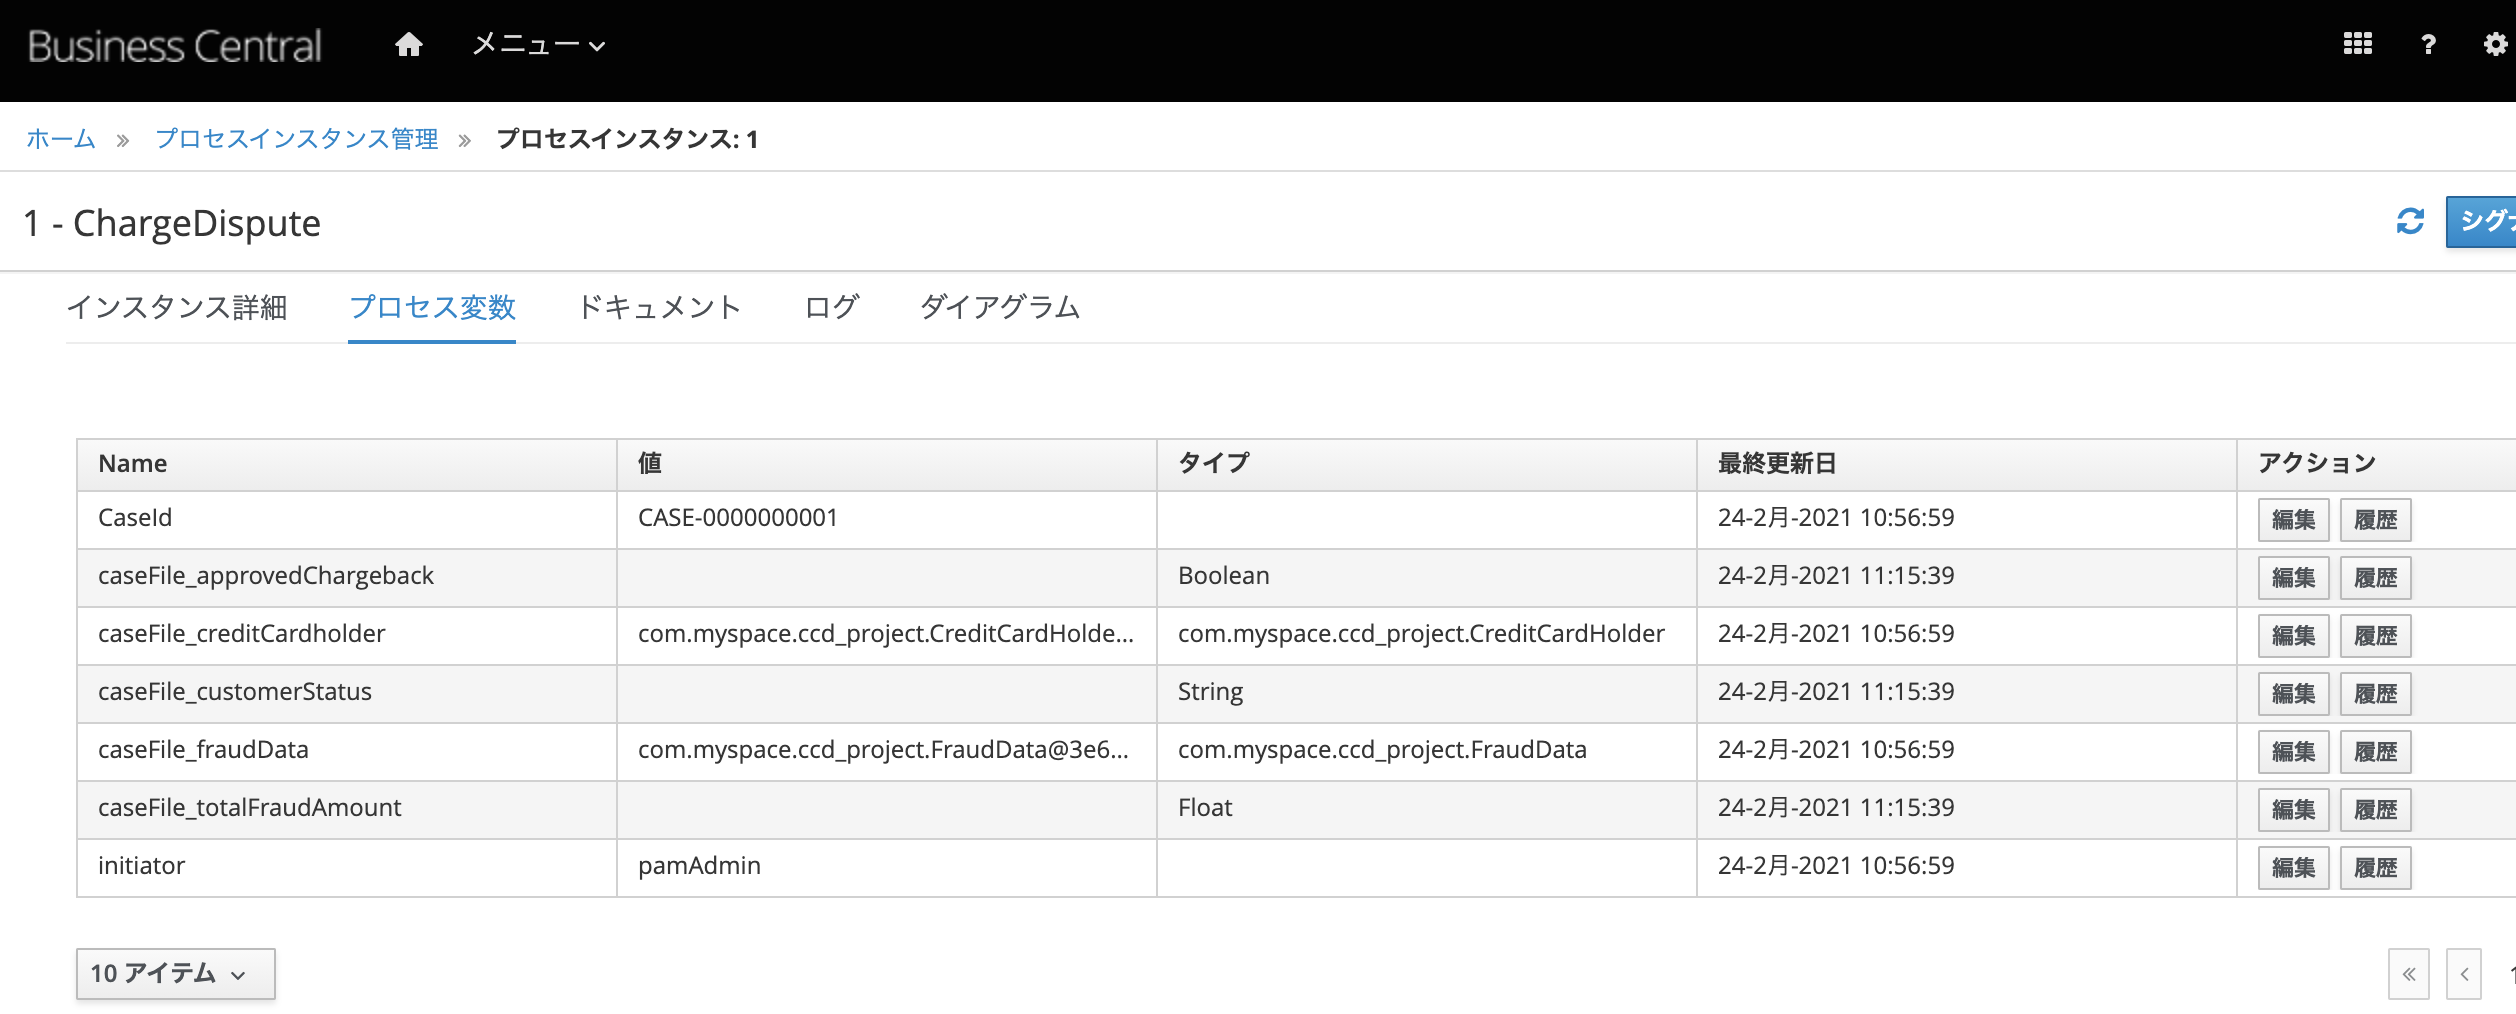 Business Central メニュー ?
ホーム » プロセスインスタンス管理 » プロセスインスタンス: 1
1 - ChargeDispute
シグ
インスタンス詳細 プロセス変数 ドキュメント ログ ダイアグラム
Name 値 タイプ 最終更新日 アクション
CaseId CASE-0000000001 24-2月-2021 10:56:59 編集 履歴
caseFile_approvedChargeback Boolean 24-2月-2021 11:15:39 編集 履歴
caseFile_creditCardholder com.myspace.ccd_project.CreditCardHolde... com.myspace.ccd_project.CreditCardHolder 24-2月-2021 10:56:59 編集 履歴
caseFile_customerStatus String 24-2月-2021 11:15:39 編集 履歴
caseFile_fraudData com.myspace.ccd_project.FraudData@3e6... com.myspace.ccd_project.FraudData 24-2月-2021 10:56:59 編集 履歴
caseFile_totalFraudAmount Float 24-2月-2021 11:15:39 編集 履歴
initiator pamAdmin 24-2月-2021 10:56:59 編集 履歴
10 アイテム « < 1